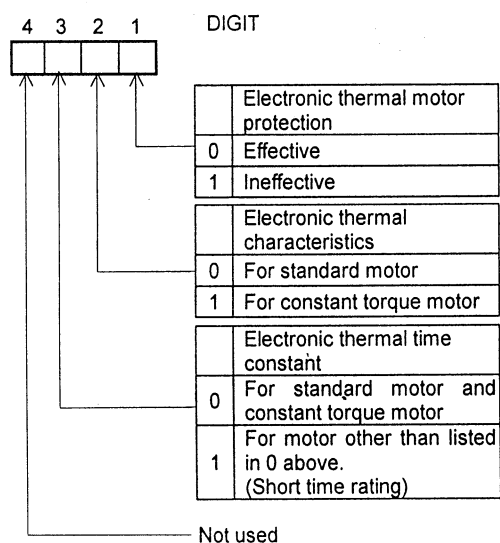 4 3 2 1 DIGIT
Electronic thermal motor
protection
0 Effective
1 Ineffective
Electronic thermal
characteristics
0 For standard motor
1 For constant torque motor
Electronic thermal time
constant
0 For standard motor and
constant torque motor
1 For motor other than listed
in 0 above.
(Short time rating)
Not used